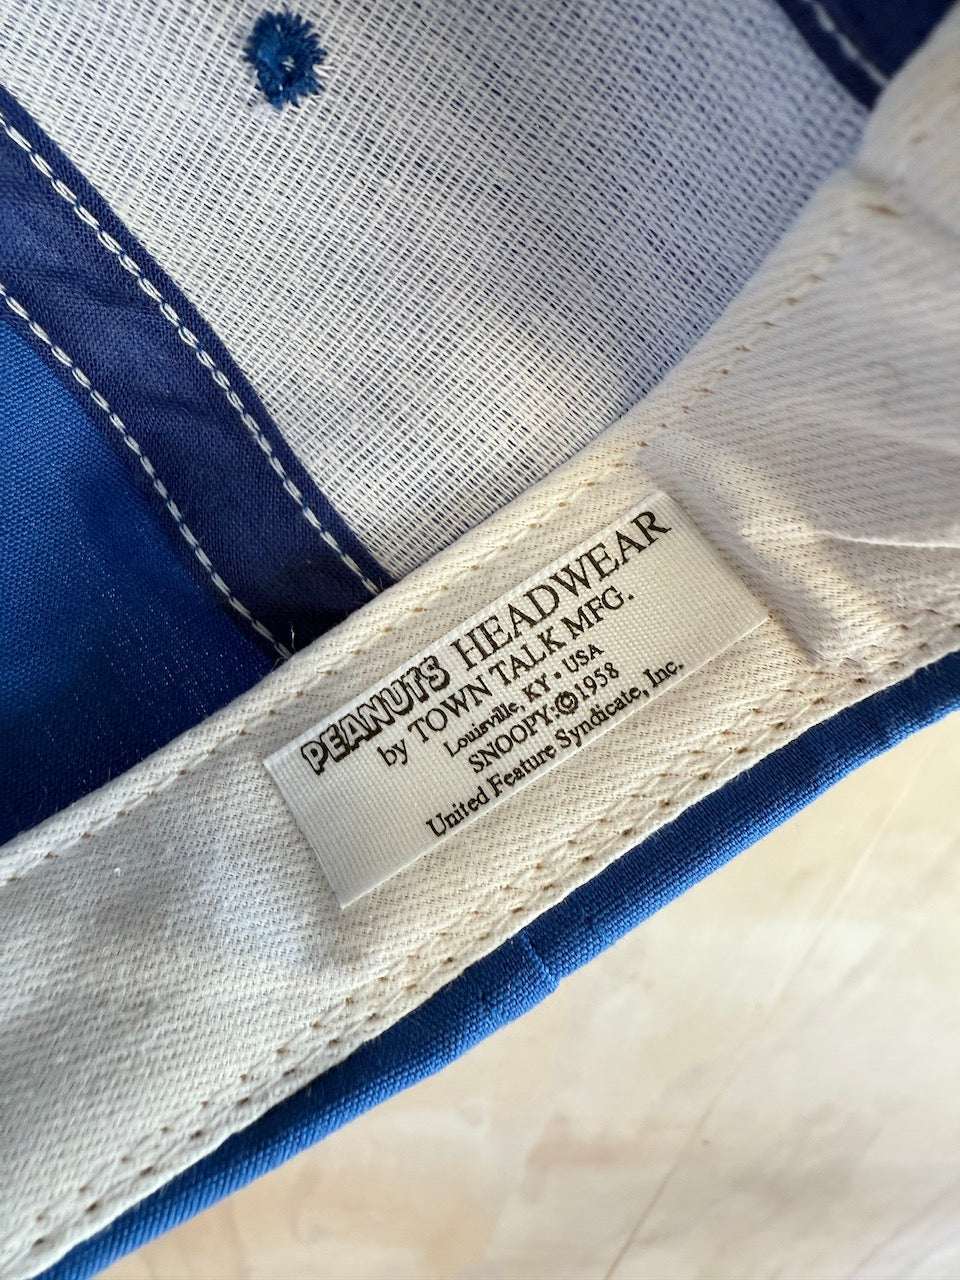 PEANUTS HEADWEAR
by TOWN TALK MFG.
Louisville, KY • USA
SNOOPY:©1958
United Feature Syndicate, Inc.